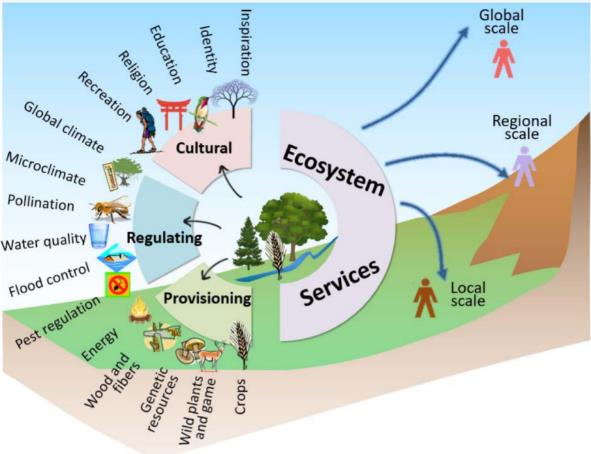 Inspiration
Identity
Education
Religion
Recreation
Global climate
Microclimate
Pollination
Water quality
Flood control
Pest regulation
Energy
Wood and
fibers
Genetic
resources
Wild plants
and game
Crops
Cultural
Regulating
Provisioning
Ecosystem
Services
Global
scale
Regional
scale
Local
scale